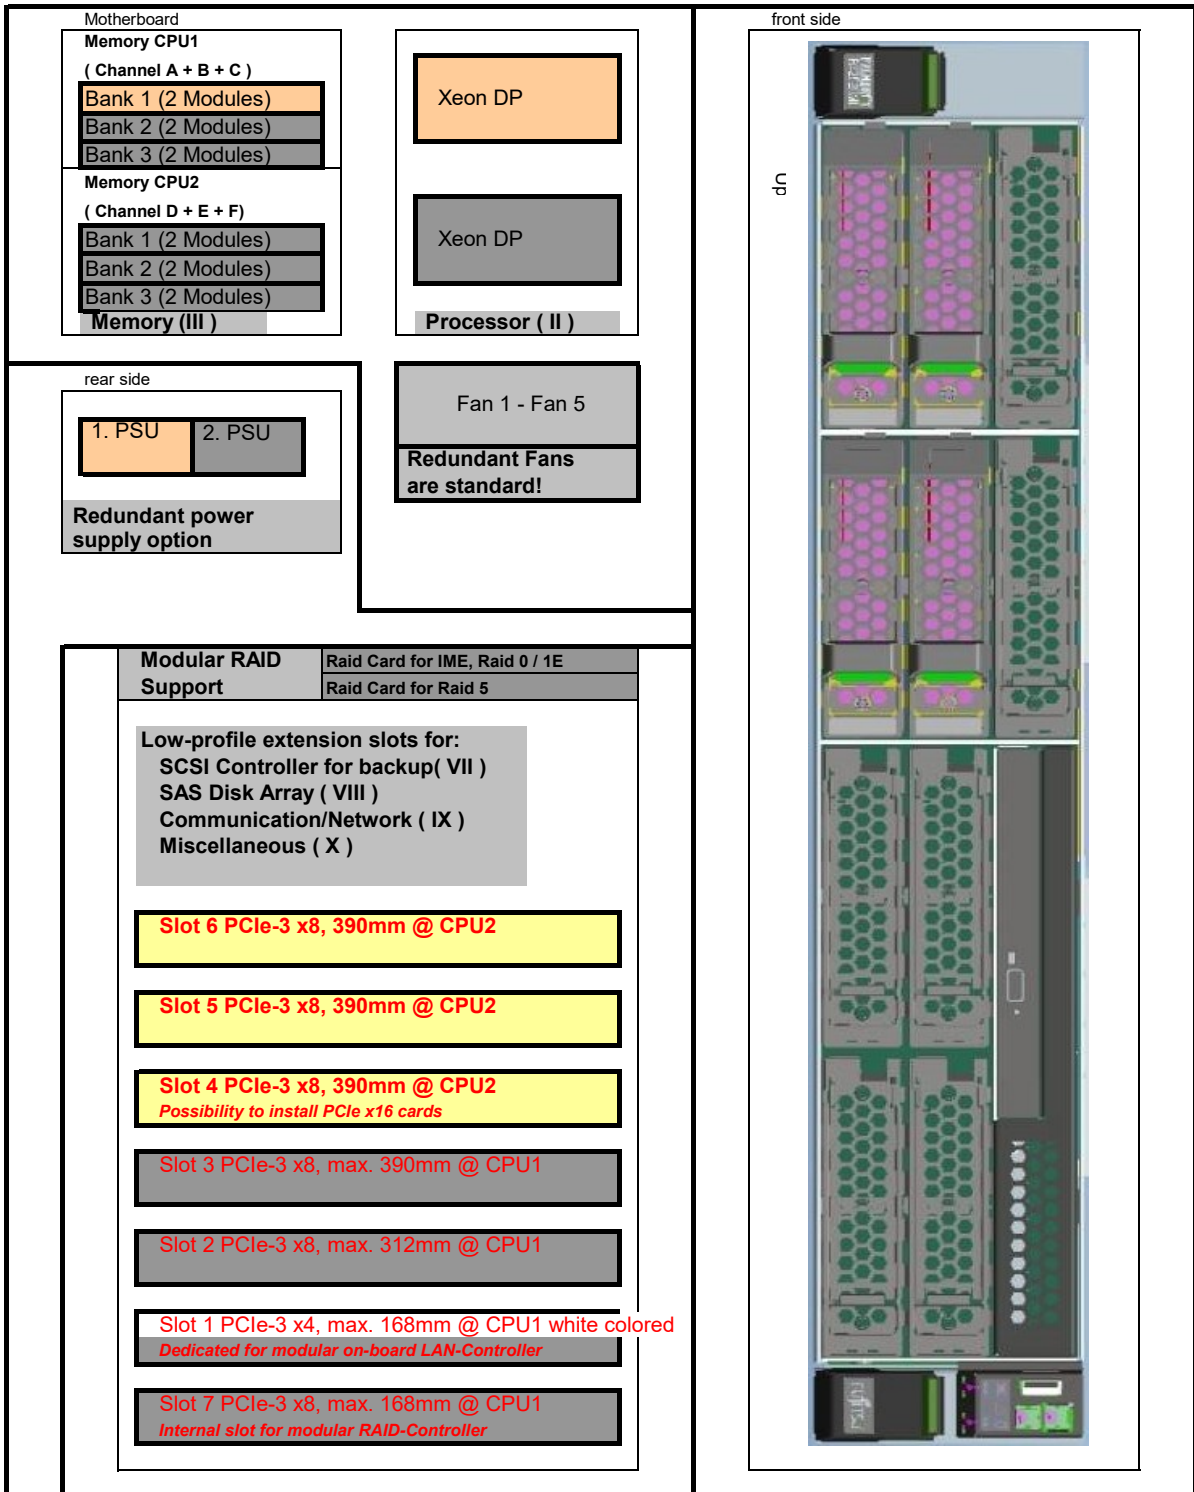 Motherboard
Memory CPU1
( Channel A + B + C )
Bank 1 (2 Modules)
Bank 2 (2 Modules)
Bank 3 (2 Modules)
Memory CPU2
( Channel D + E + F)
Bank 1 (2 Modules)
Bank 2 (2 Modules)
Bank 3 (2 Modules)
Memory (III )
Xeon DP
Xeon DP
Processor ( II )
rear side
1. PSU
2. PSU
Redundant power
supply option
Fan 1 - Fan 5
Redundant Fans
are standard!
Modular RAID
Support
Raid Card for IME, Raid 0 / 1E
Raid Card for Raid 5
Low-profile extension slots for:
SCSI Controller for backup( VII )
SAS Disk Array ( VIII )
Communication/Network ( IX )
Miscellaneous ( X )
Slot 6 PCIe-3 x8, 390mm @ CPU2
Slot 5 PCIe-3 x8, 390mm @ CPU2
Slot 4 PCIe-3 x8, 390mm @ CPU2
Possibility to install PCIe x16 cards
Slot 3 PCIe-3 x8, max. 390mm @ CPU1
Slot 2 PCIe-3 x8, max. 312mm @ CPU1
Slot 1 PCIe-3 x4, max. 168mm @ CPU1 white colored
Dedicated for modular on-board LAN-Controller
Slot 7 PCIe-3 x8, max. 168mm @ CPU1
Internal slot for modular RAID-Controller
front side
up